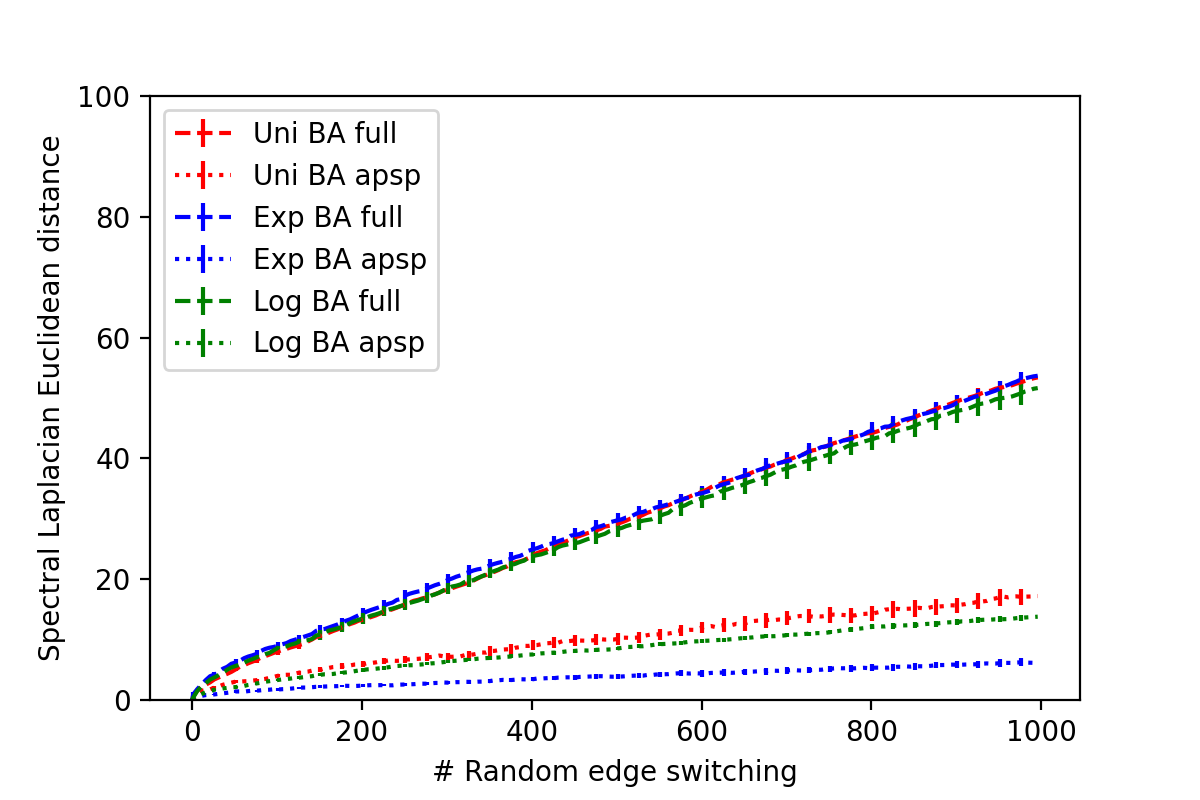 100
80
60
40
20
0
Spectral Laplacian Euclidean distance
Uni BA full
Uni BA apsp
Exp BA full
Exp BA apsp
Log BA full
Log BA apsp
0 200 400 600 800 1000
# Random edge switching